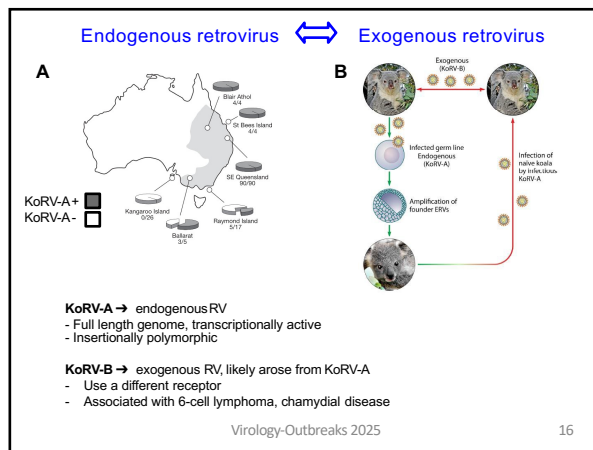 Endogenous retrovirus ⇔ Exogenous retrovirus
A
Blair Athol
4/4
St Bees Island
4/4
SE Queensland
90/90
KoRV-A+
KoRV-A-
Kangaroo Island
0/26
Raymond Island
5/17
Ballarat
3/5
B
Exogenous
(KoRV-B)
Infected germ line
Endogenous
(KoRV-A)
Infection of
naïve koala
by infectious
KoRV-A
Amplification of
founder ERVs
KoRV-A → endogenous RV
- Full length genome, transcriptionally active
- Insertionally polymorphic
KoRV-B → exogenous RV, likely arose from KoRV-A
- Use a different receptor
- Associated with 6-cell lymphoma, chamydial disease
Virology-Outbreaks 2025
16